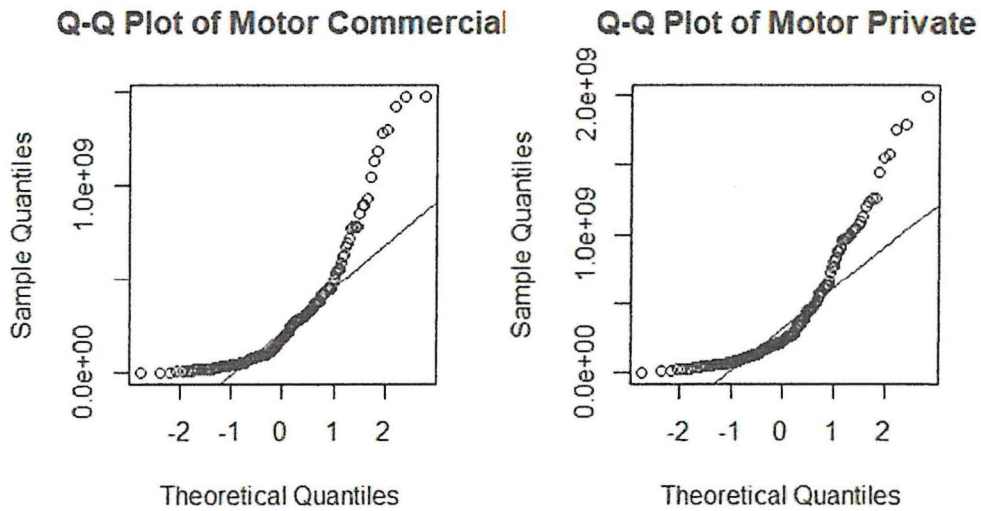 Q-Q Plot of Motor Commercial
Sample Quantiles
0.0e+00
1.0e+09
-2 -1 0 1 2
Theoretical Quantiles
Q-Q Plot of Motor Private
Sample Quantiles
0.0e+00
1.0e+09
2.0e+09
-2 -1 0 1 2
Theoretical Quantiles